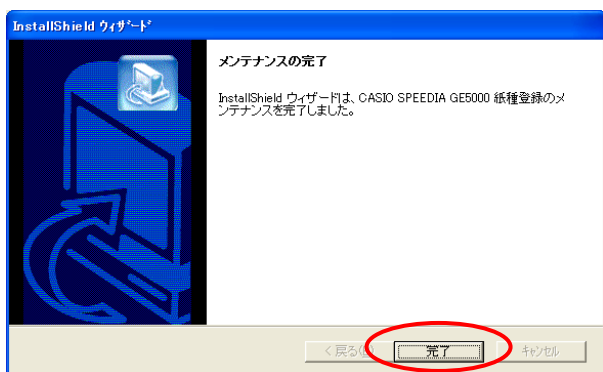 InstallShield ウィザード
メンテナンスの完了
InstallShield ウィザードは、CASIO SPEEDIA GE5000 紙種登録のメ
ンテナンスを完了しました。
< 戻る(
完了
キャンセル